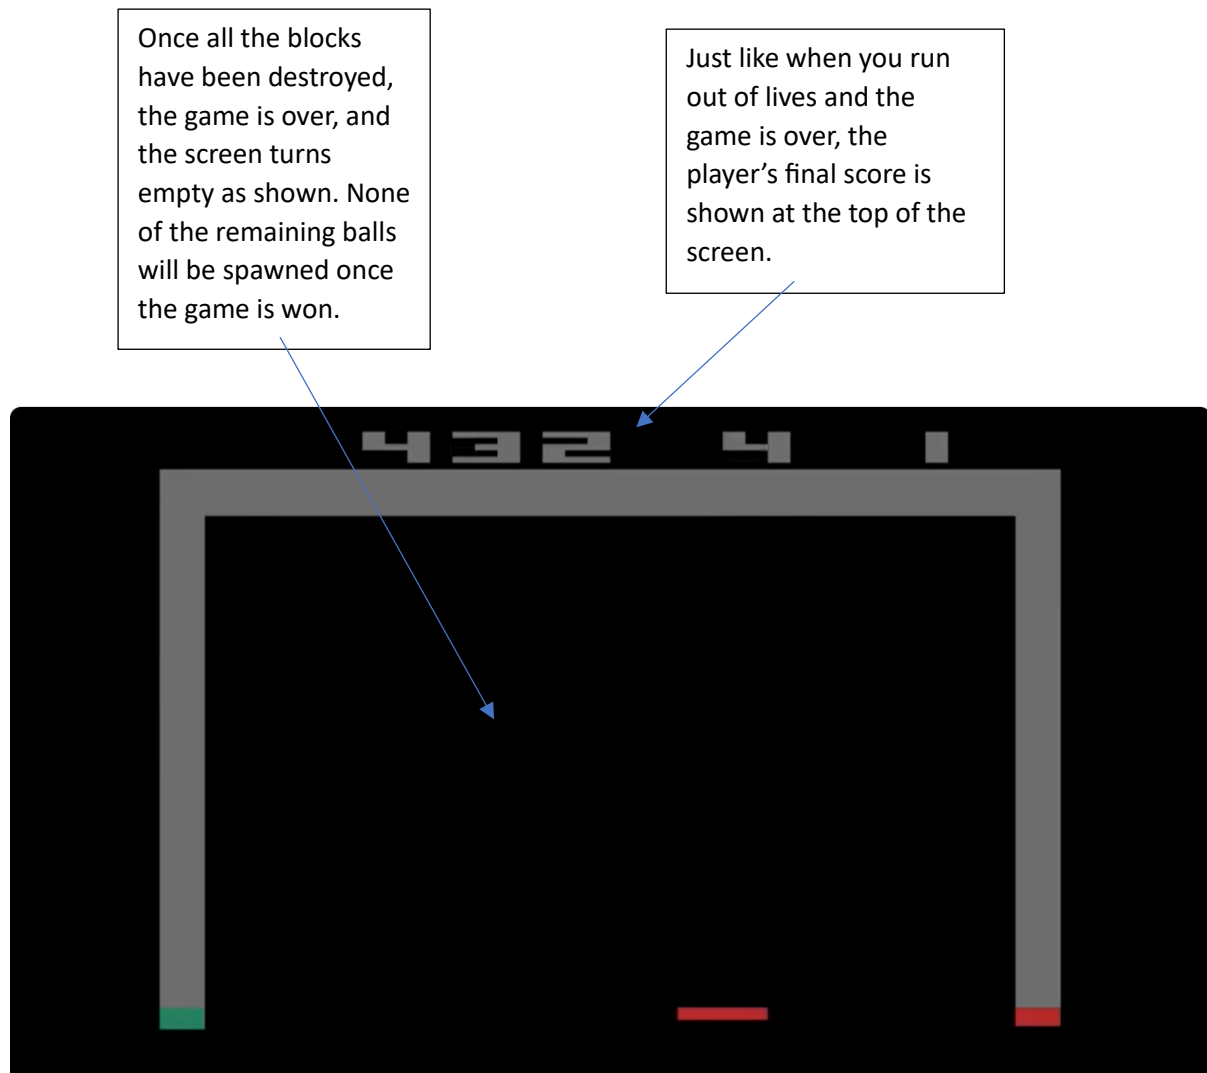 Once all the blocks
have been destroyed,
the game is over, and
the screen turns
empty as shown. None
of the remaining balls
will be spawned once
the game is won.
Just like when you run
out of lives and the
game is over, the
player’s final score is
shown at the top of the
screen.
432 4 1